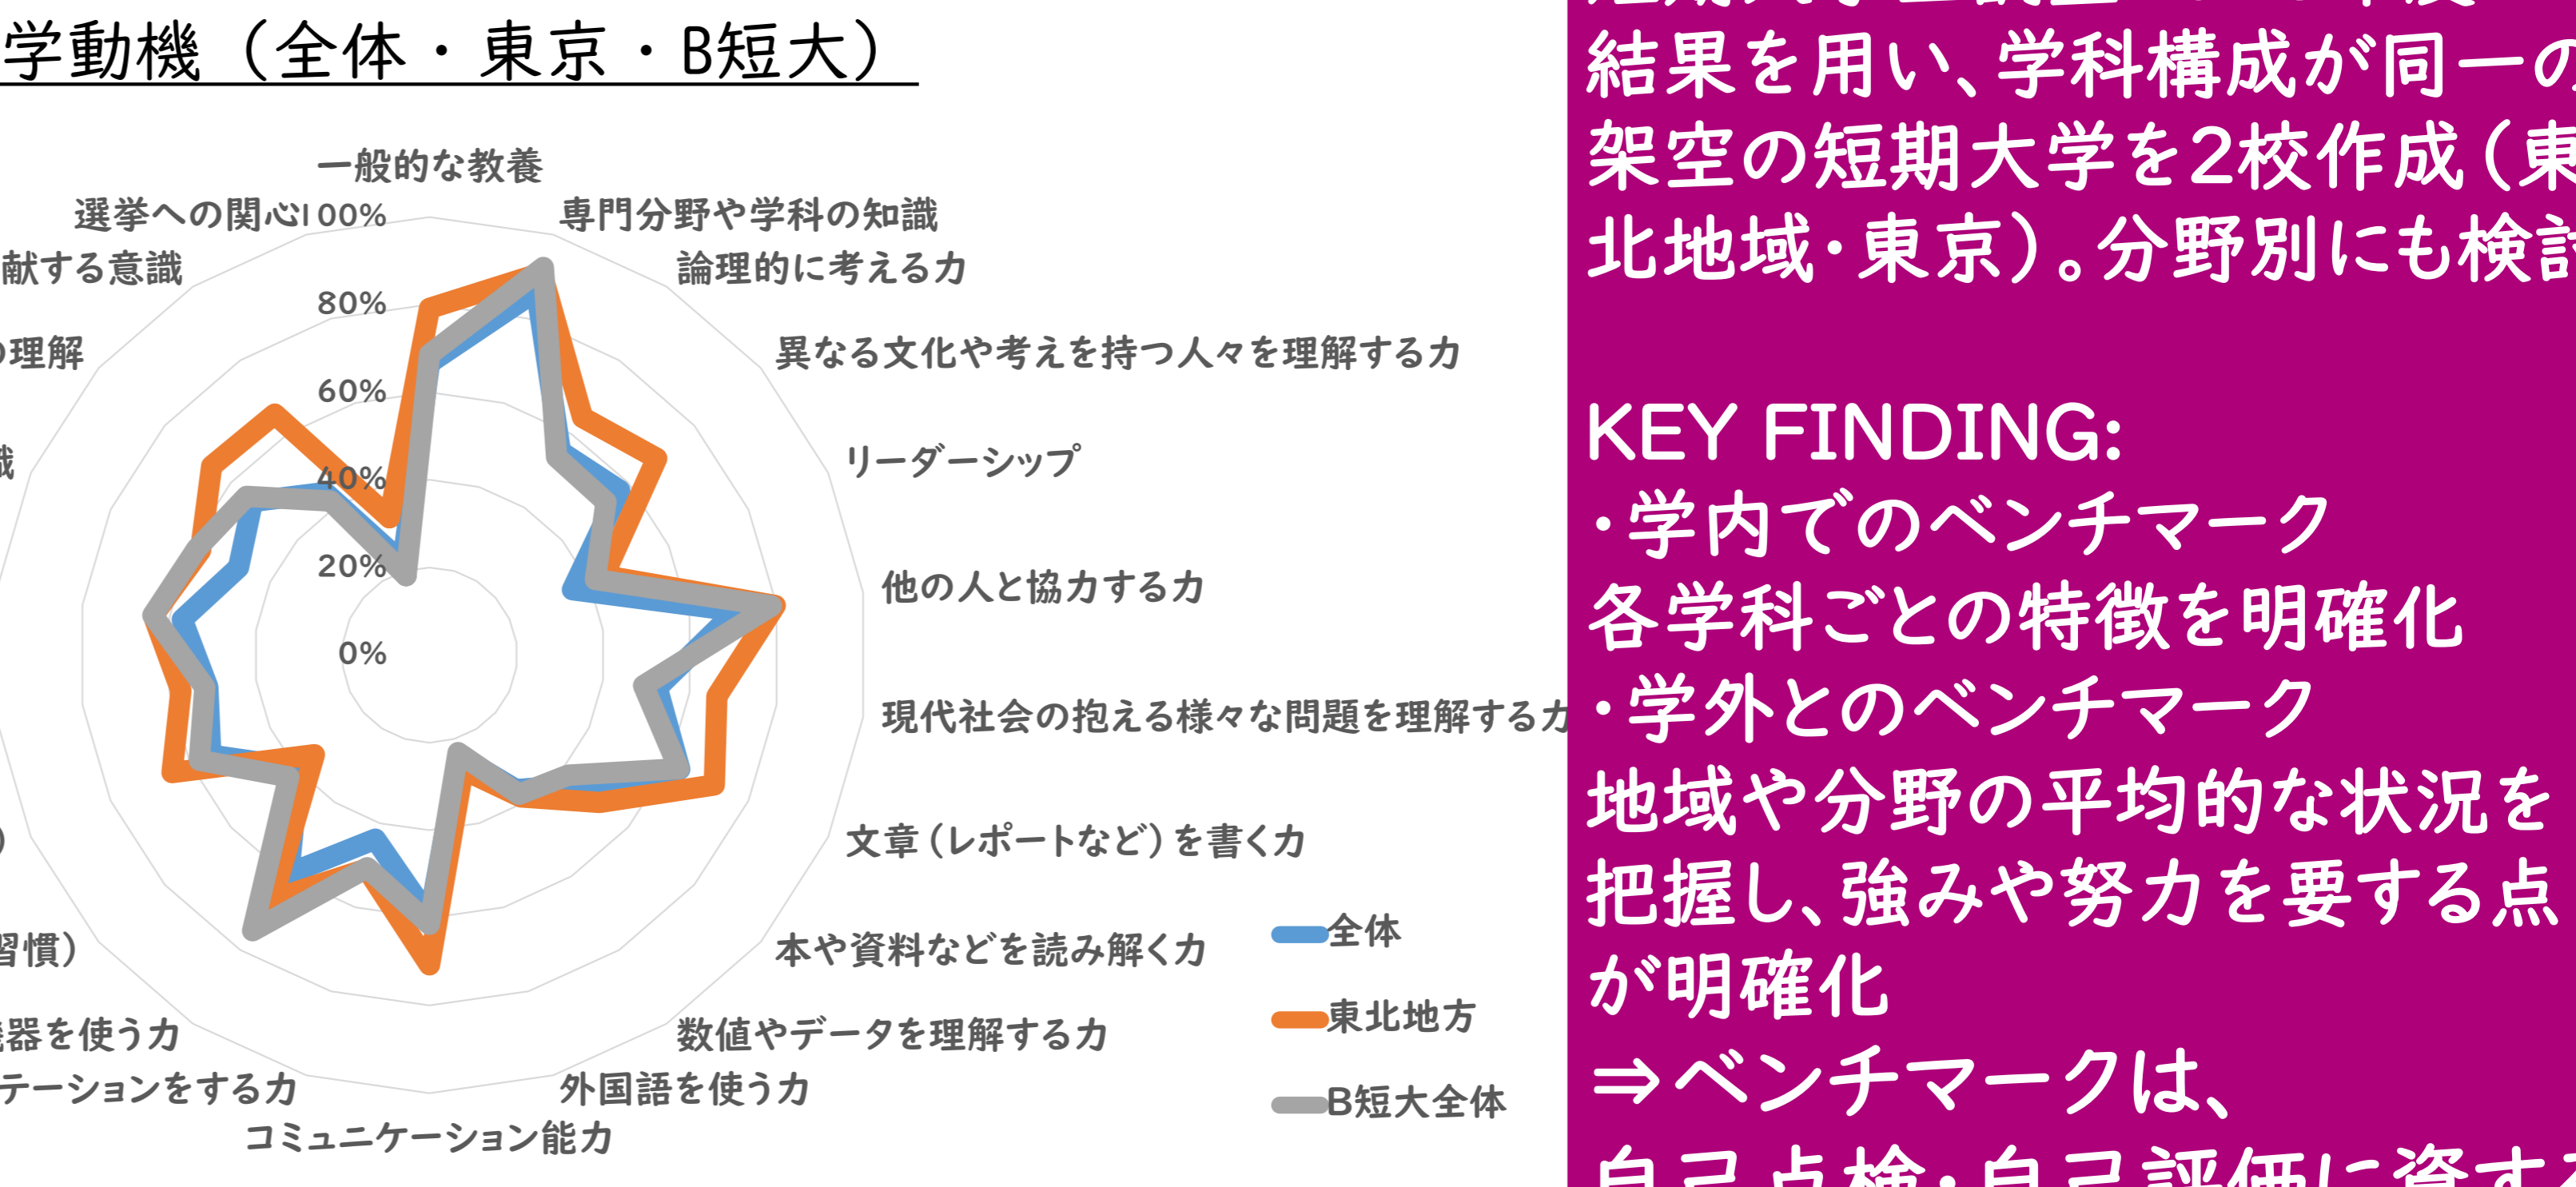 学動機（全体・東京・B短大）
一般的な教養
選挙への関心
専門分野や学科の知識
献する意識
論理的に考える力
の理解
異なる文化や考えを持つ人々を理解する力
識
リーダーシップ
他の人と協力する力
現代社会の抱える様々な問題を理解する力
）
文章（レポートなど）を書く力
習慣）
本や資料などを読み解く力
器を使う力
数値やデータを理解する力
テーションをする力
外国語を使う力
コミュニケーション能力
100%
80%
60%
40%
20%
0%
全体
東北地方
B短大全体
結果を用い、学科構成が同一の
架空の短期大学を2校作成（東
北地域・東京）。分野別にも検討
KEY FINDING:
・学内でのベンチマーク
各学科ごとの特徴を明確化
・学外とのベンチマーク
地域や分野の平均的な状況を
把握し、強みや努力を要する点
が明確化
⇒ベンチマークは、
自己点検・自己評価に資する